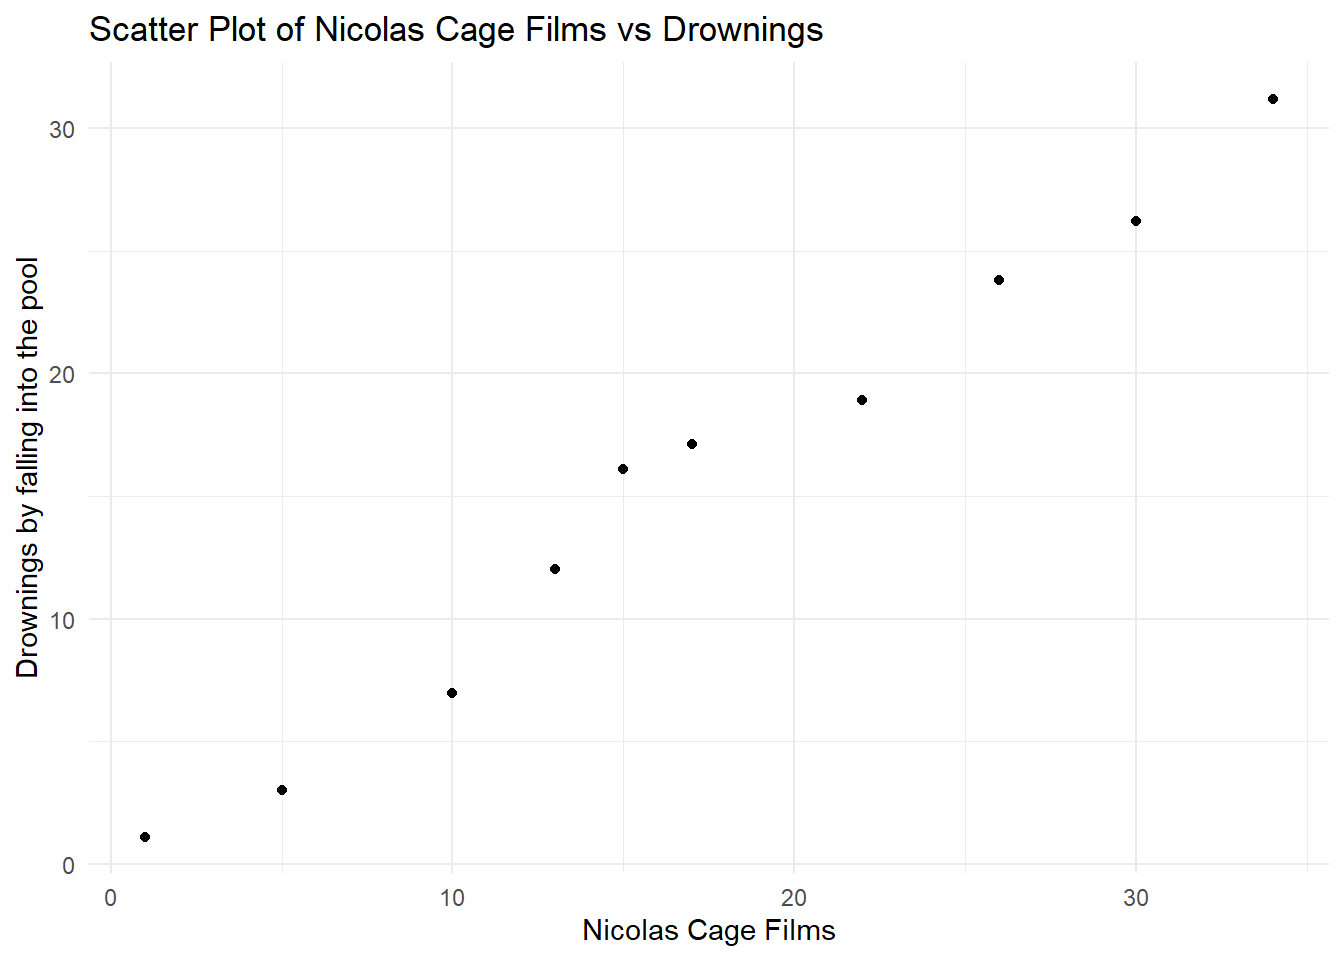 Scatter Plot of Nicolas Cage Films vs Drownings
Drownings by falling into the pool
30
20
10
0
0 10 20 30
Nicolas Cage Films